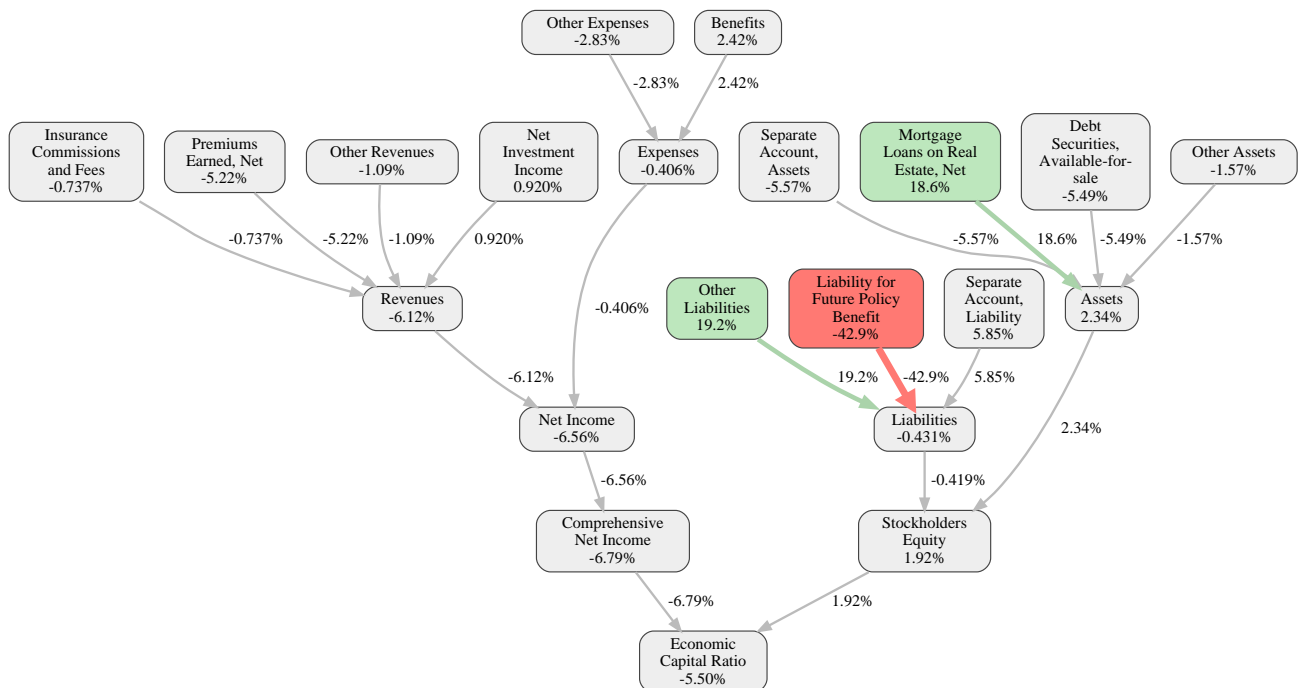 Other Expenses
-2.83%
Benefits
2.42%
-2.83%
2.42%
Insurance
Commissions
and Fees
-0.737%
Premiums
Earned, Net
-5.22%
Other Revenues
-1.09%
Net
Investment
Income
0.920%
Expenses
-0.406%
Separate
Account,
Assets
-5.57%
Mortgage
Loans on Real
Estate, Net
18.6%
Debt
Securities,
Available-for-
sale
-5.49%
Other Assets
-1.57%
-0.737%
-5.22%
-1.09%
0.920%
-5.57%
18.6%
-5.49%
-1.57%
Revenues
-6.12%
-0.406%
Other
Liabilities
19.2%
Liability for
Future Policy
Benefit
-42.9%
Separate
Account,
Liability
5.85%
Assets
2.34%
-6.12%
19.2%
-42.9%
5.85%
Net Income
-6.56%
Liabilities
-0.431%
2.34%
-6.56%
-0.419%
Comprehensive
Net Income
-6.79%
Stockholders
Equity
1.92%
-6.79%
1.92%
Economic
Capital Ratio
-5.50%